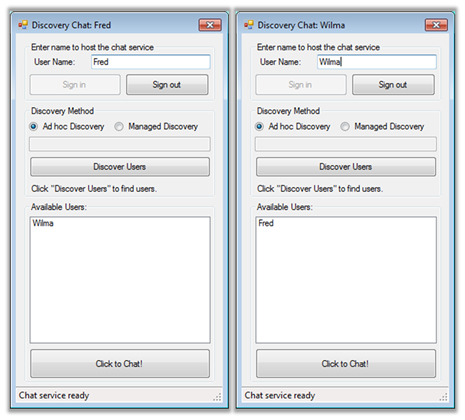 Discovery Chat: Fred
Enter name to host the chat service
User Name: Fred
Sign in Sign out
Discovery Method
Ad hoc Discovery Managed Discovery
Discover Users
Click "Discover Users" to find users.
Available Users:
Wilma
Click to Chat!
Chat service ready
Discovery Chat: Wilma
Enter name to host the chat service
User Name: Wilma
Sign in Sign out
Discovery Method
Ad hoc Discovery Managed Discovery
Discover Users
Click "Discover Users" to find users.
Available Users:
Fred
Click to Chat!
Chat service ready